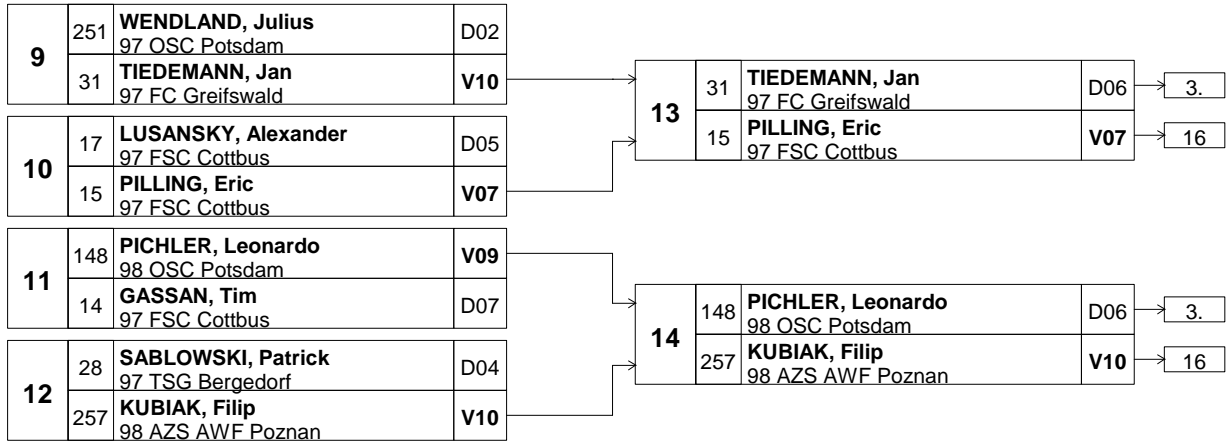 9
251
WENDLAND, Julius
97 OSC Potsdam
D02
31
TIEDEMANN, Jan
97 FC Greifswald
V10
10
17
LUSANSKY, Alexander
97 FSC Cottbus
D05
15
PILLING, Eric
97 FSC Cottbus
V07
11
148
PICHLER, Leonardo
98 OSC Potsdam
V09
14
GASSAN, Tim
97 FSC Cottbus
D07
12
28
SABLOWSKI, Patrick
97 TSG Bergedorf
D04
257
KUBIAK, Filip
98 AZS AWF Poznan
V10
13
31
TIEDEMANN, Jan
97 FC Greifswald
D06
3.
15
PILLING, Eric
97 FSC Cottbus
V07
16
14
148
PICHLER, Leonardo
98 OSC Potsdam
D06
3.
257
KUBIAK, Filip
98 AZS AWF Poznan
V10
16